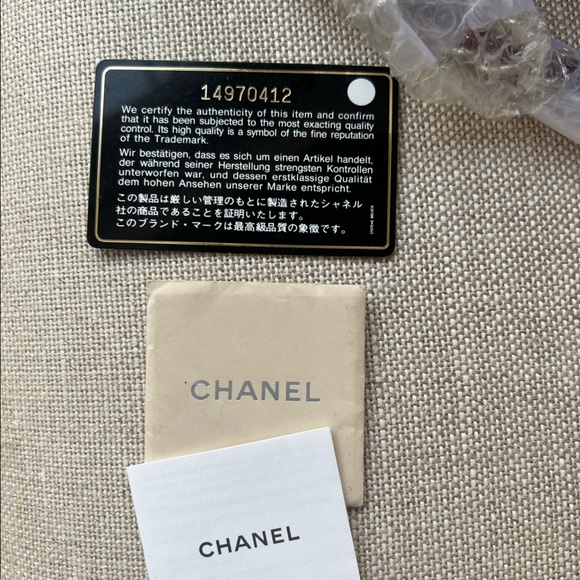 14970412
We certify the authenticity of this item and confirm
that it has been subjected to the most exacting quality
control. Its high quality is a symbol of the fine reputation
of the Trademark.
Wir bestätigen, dass es sich um einen Artikel handelt,
der während seiner Herstellung strengsten Kontrollen
unterworfen war, und dessen erstklassige Qualität
dem hohen Ansehen unserer Marke entspricht.
この製品は厳しい管理のもとに製造されたシャネル
社の商品であることを証明いたします。
このブランド・マークは最高級品質の象徴です。
CHANEL
CHANEL